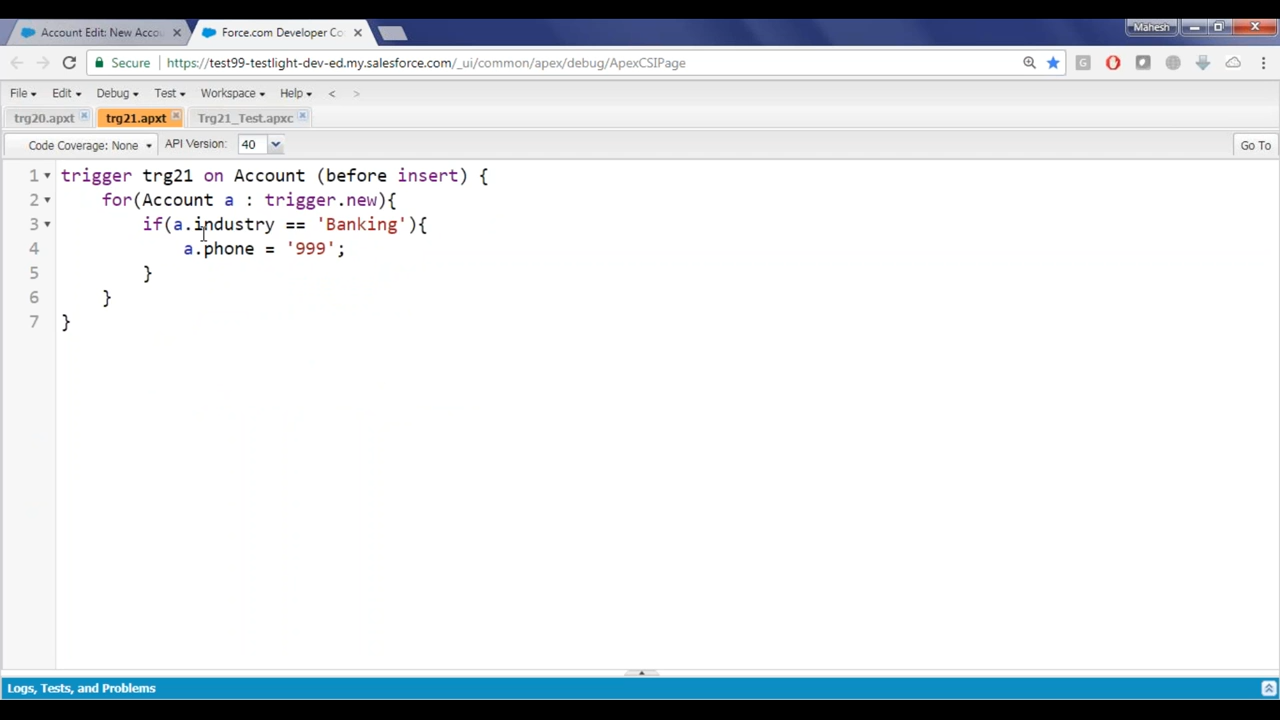 Account Edit: New Accou
Force.com Developer Co
Mahesh
Secure
https://test99-testlight-dev-ed.my.salesforce.com/_ui/common/apex/debug/ApexCSIPage
File Edit Debug Test Workspace Help < >
trg20.apxt trg21.apxt Trg21_Test.apxc
Code Coverage: None API Version: 40 Go To
1 trigger trg21 on Account (before insert) {
2 for(Account a : trigger.new){
3 if(a.industry == 'Banking'){
4 a.phone = '999';
5 }
6 }
7 }
Logs, Tests, and Problems